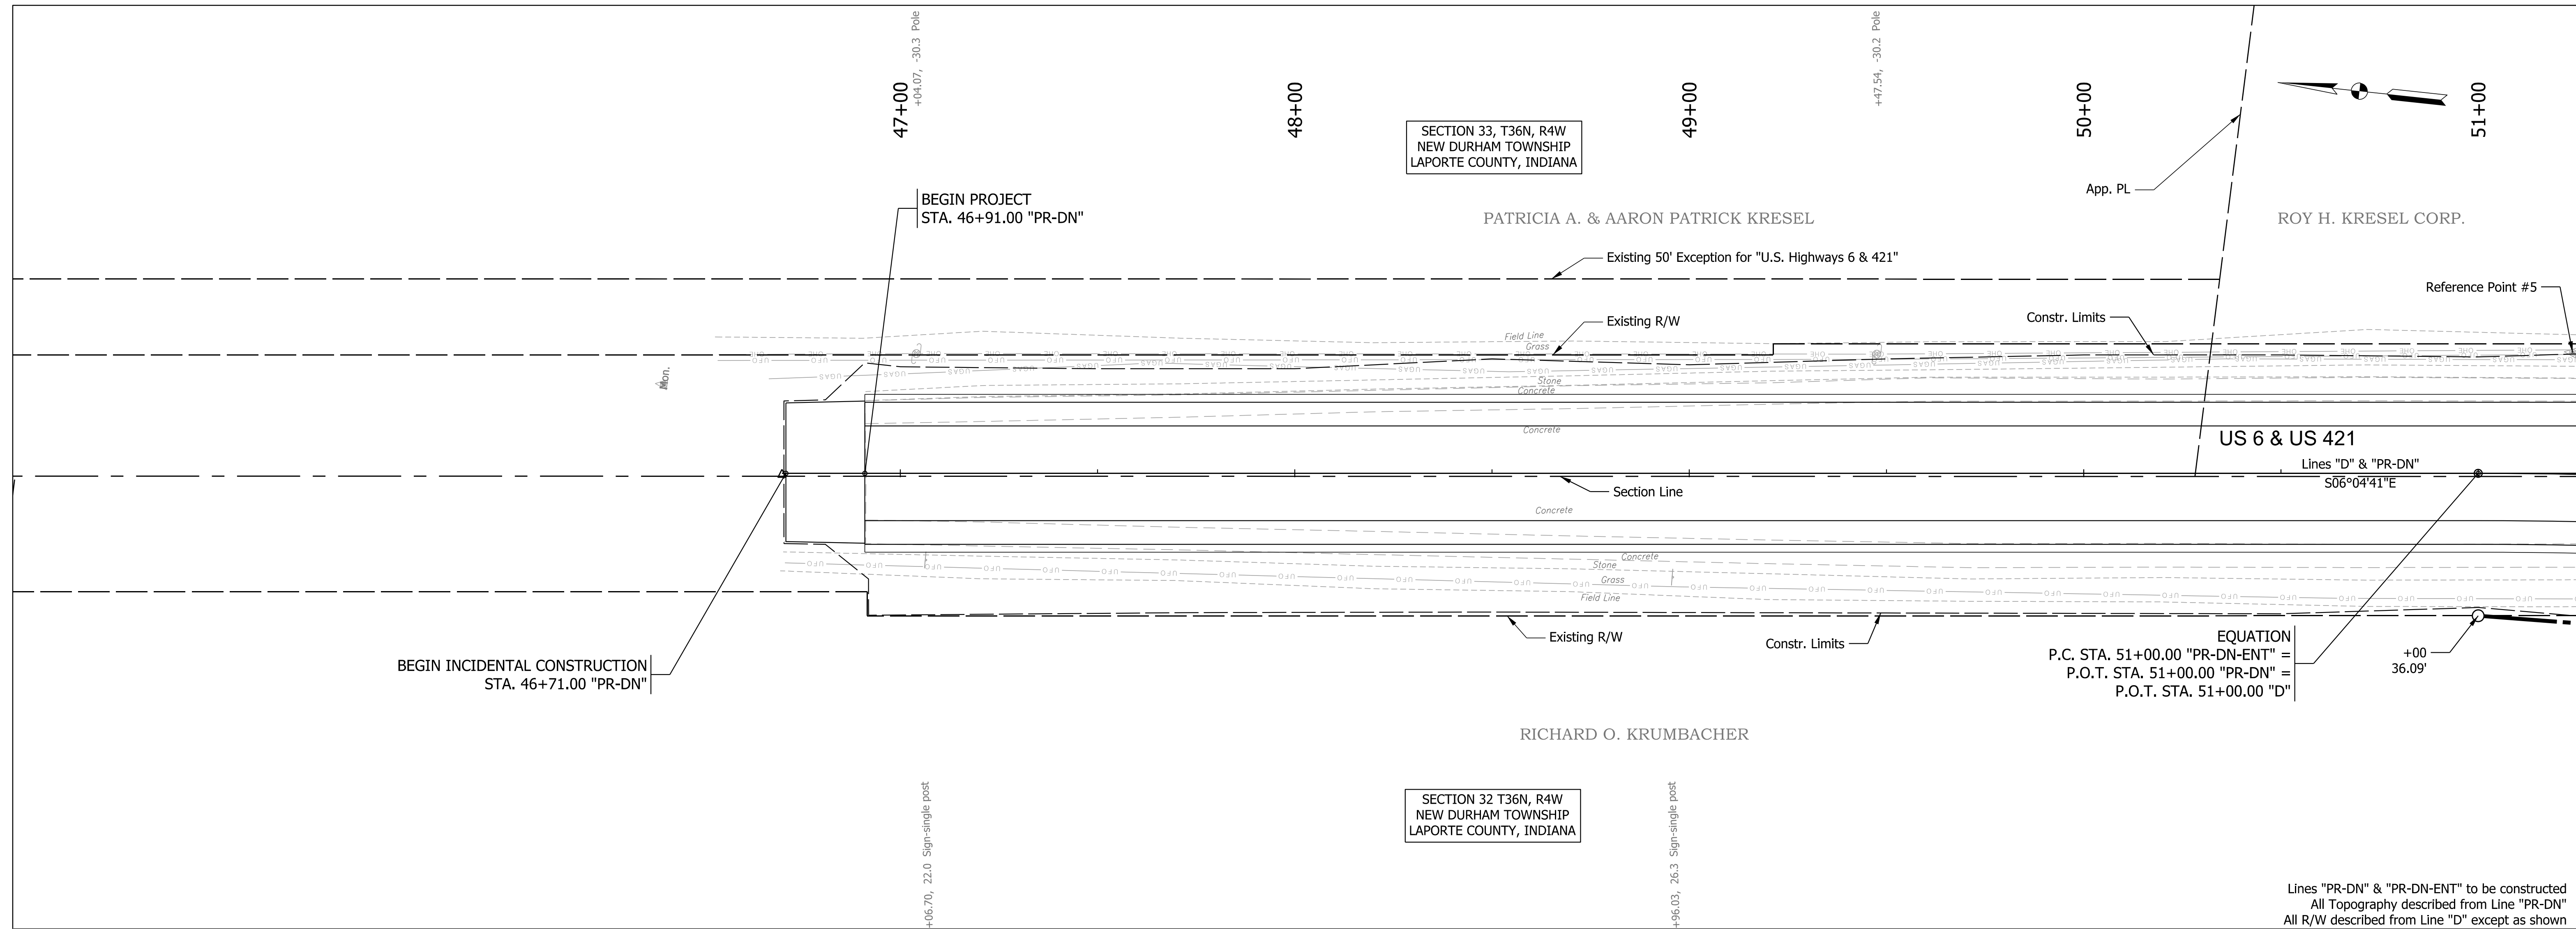 +04.07, -30.3 Pole
+47.54, -30.2 Pole
47+00
48+00
49+00
50+00
51+00
SECTION 33, T36N, R4W
NEW DURHAM TOWNSHIP
LAPORTE COUNTY, INDIANA
App. PL
BEGIN PROJECT
STA. 46+91.00 "PR-DN"
PATRICIA A. & AARON PATRICK KRESEL
ROY H. KRESEL CORP.
Existing 50' Exception for "U.S. Highways 6 & 421"
Reference Point #5
Existing R/W
Constr. Limits
Field Line
Grass
OHE
UFO
UGAS
Mon.
Stone
Concrete
Concrete
US 6 & US 421
Lines "D" & "PR-DN"
S06°04'41"E
Section Line
Concrete
Concrete
Stone
Grass
UFO
Field Line
Existing R/W
Constr. Limits
BEGIN INCIDENTAL CONSTRUCTION
STA. 46+71.00 "PR-DN"
EQUATION
P.C. STA. 51+00.00 "PR-DN-ENT" =
P.O.T. STA. 51+00.00 "PR-DN" =
P.O.T. STA. 51+00.00 "D"
+00
36.09'
RICHARD O. KRUMBACHER
+06.70, 22.0 Sign-single post
+96.03, 26.3 Sign-single post
SECTION 32 T36N, R4W
NEW DURHAM TOWNSHIP
LAPORTE COUNTY, INDIANA
Lines "PR-DN" & "PR-DN-ENT" to be constructed
All Topography described from Line "PR-DN"
All R/W described from Line "D" except as shown